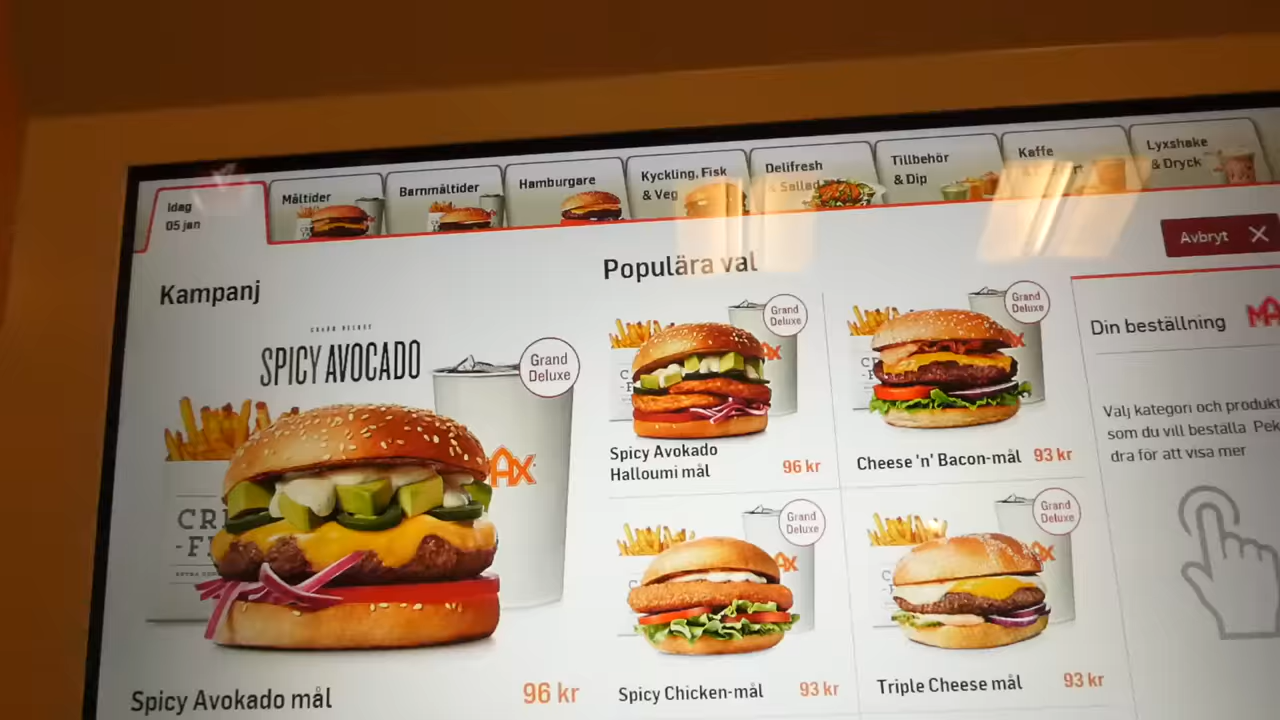 Idag
05 jan
Måltider
Barnmåltider
Hamburgare
Kyckling, Fisk
& Veg
Delifresh
& Sallad
Tillbehör
& Dip
Kaffe
Lyxshake
& Dryck
Avbryt
Kampanj
Populära val
Din beställning
SPICY AVOCADO
Grand
Deluxe
Spicy Avokado mål
96 kr
Grand
Deluxe
Spicy Avokado
Halloumi mål
96 kr
Grand
Deluxe
Cheese 'n' Bacon-mål
93 kr
Grand
Deluxe
Spicy Chicken-mål
93 kr
Grand
Deluxe
Triple Cheese mål
93 kr
Välj kategori och produkt
som du vill beställa
dra för att visa mer